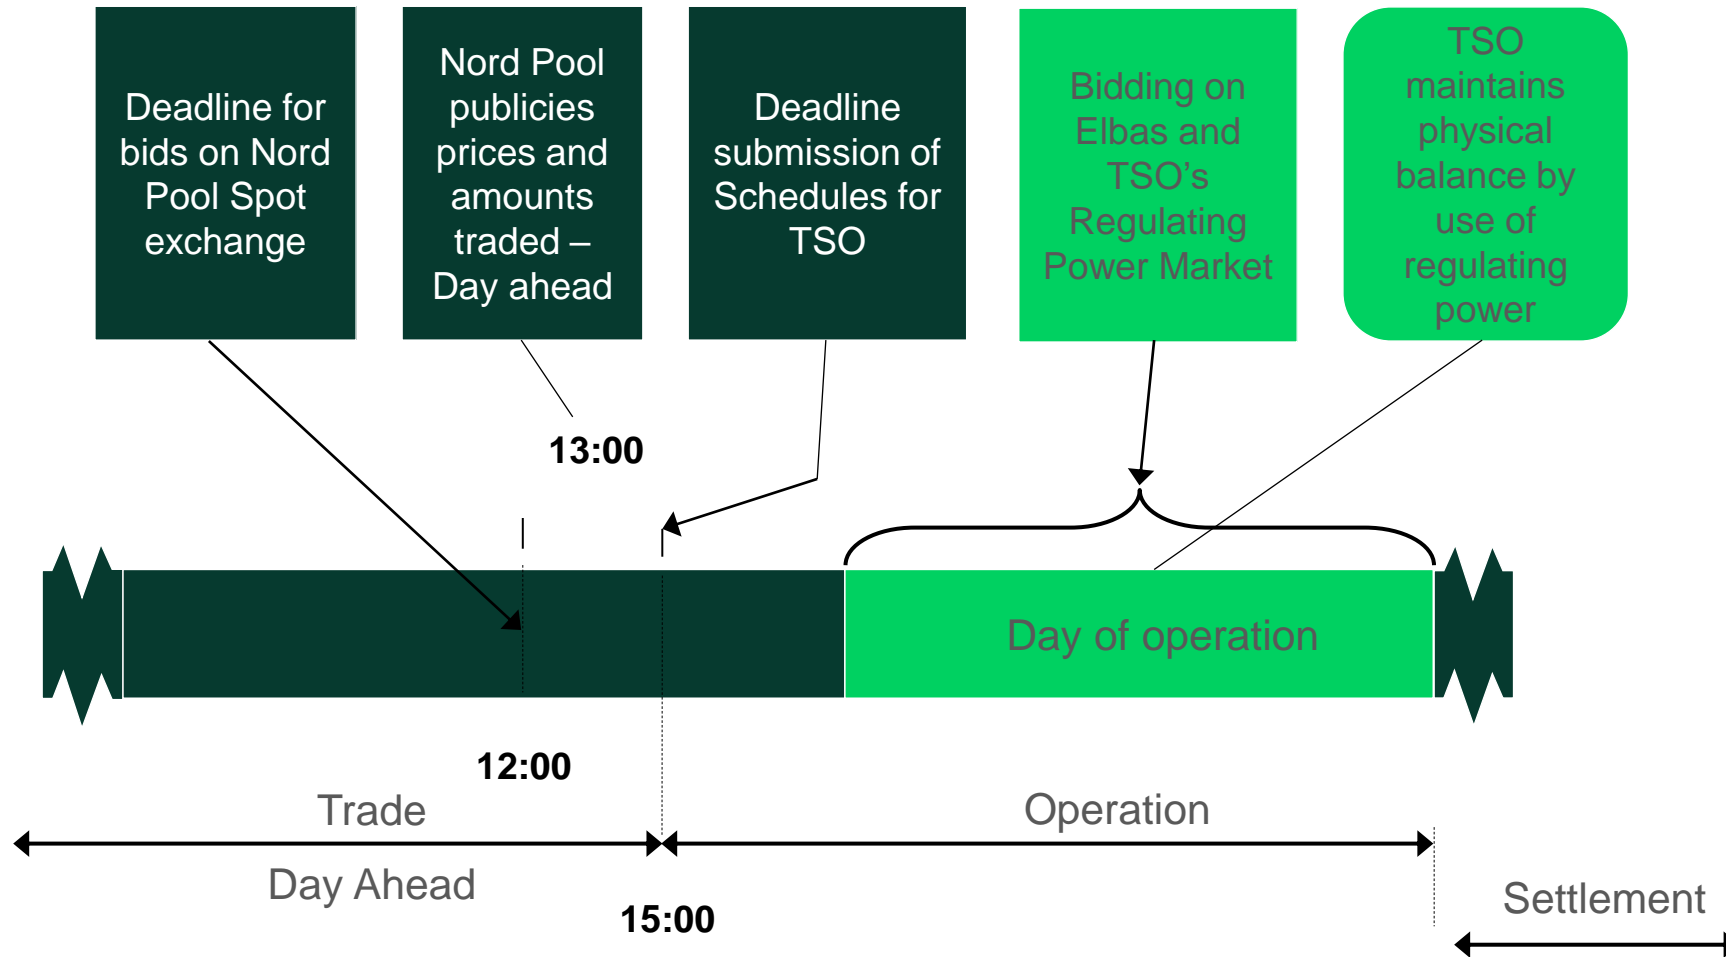 Deadline for
bids on Nord
Pool Spot
exchange
Nord Pool
publicies
prices and
amounts
traded –
Day ahead
Deadline
submission of
Schedules for
TSO
Bidding on
Elbas and
TSO’s
Regulating
Power Market
TSO
maintains
physical
balance by
use of
regulating
power
13:00
Day of operation
12:00
Trade
Operation
Day Ahead
15:00
Settlement